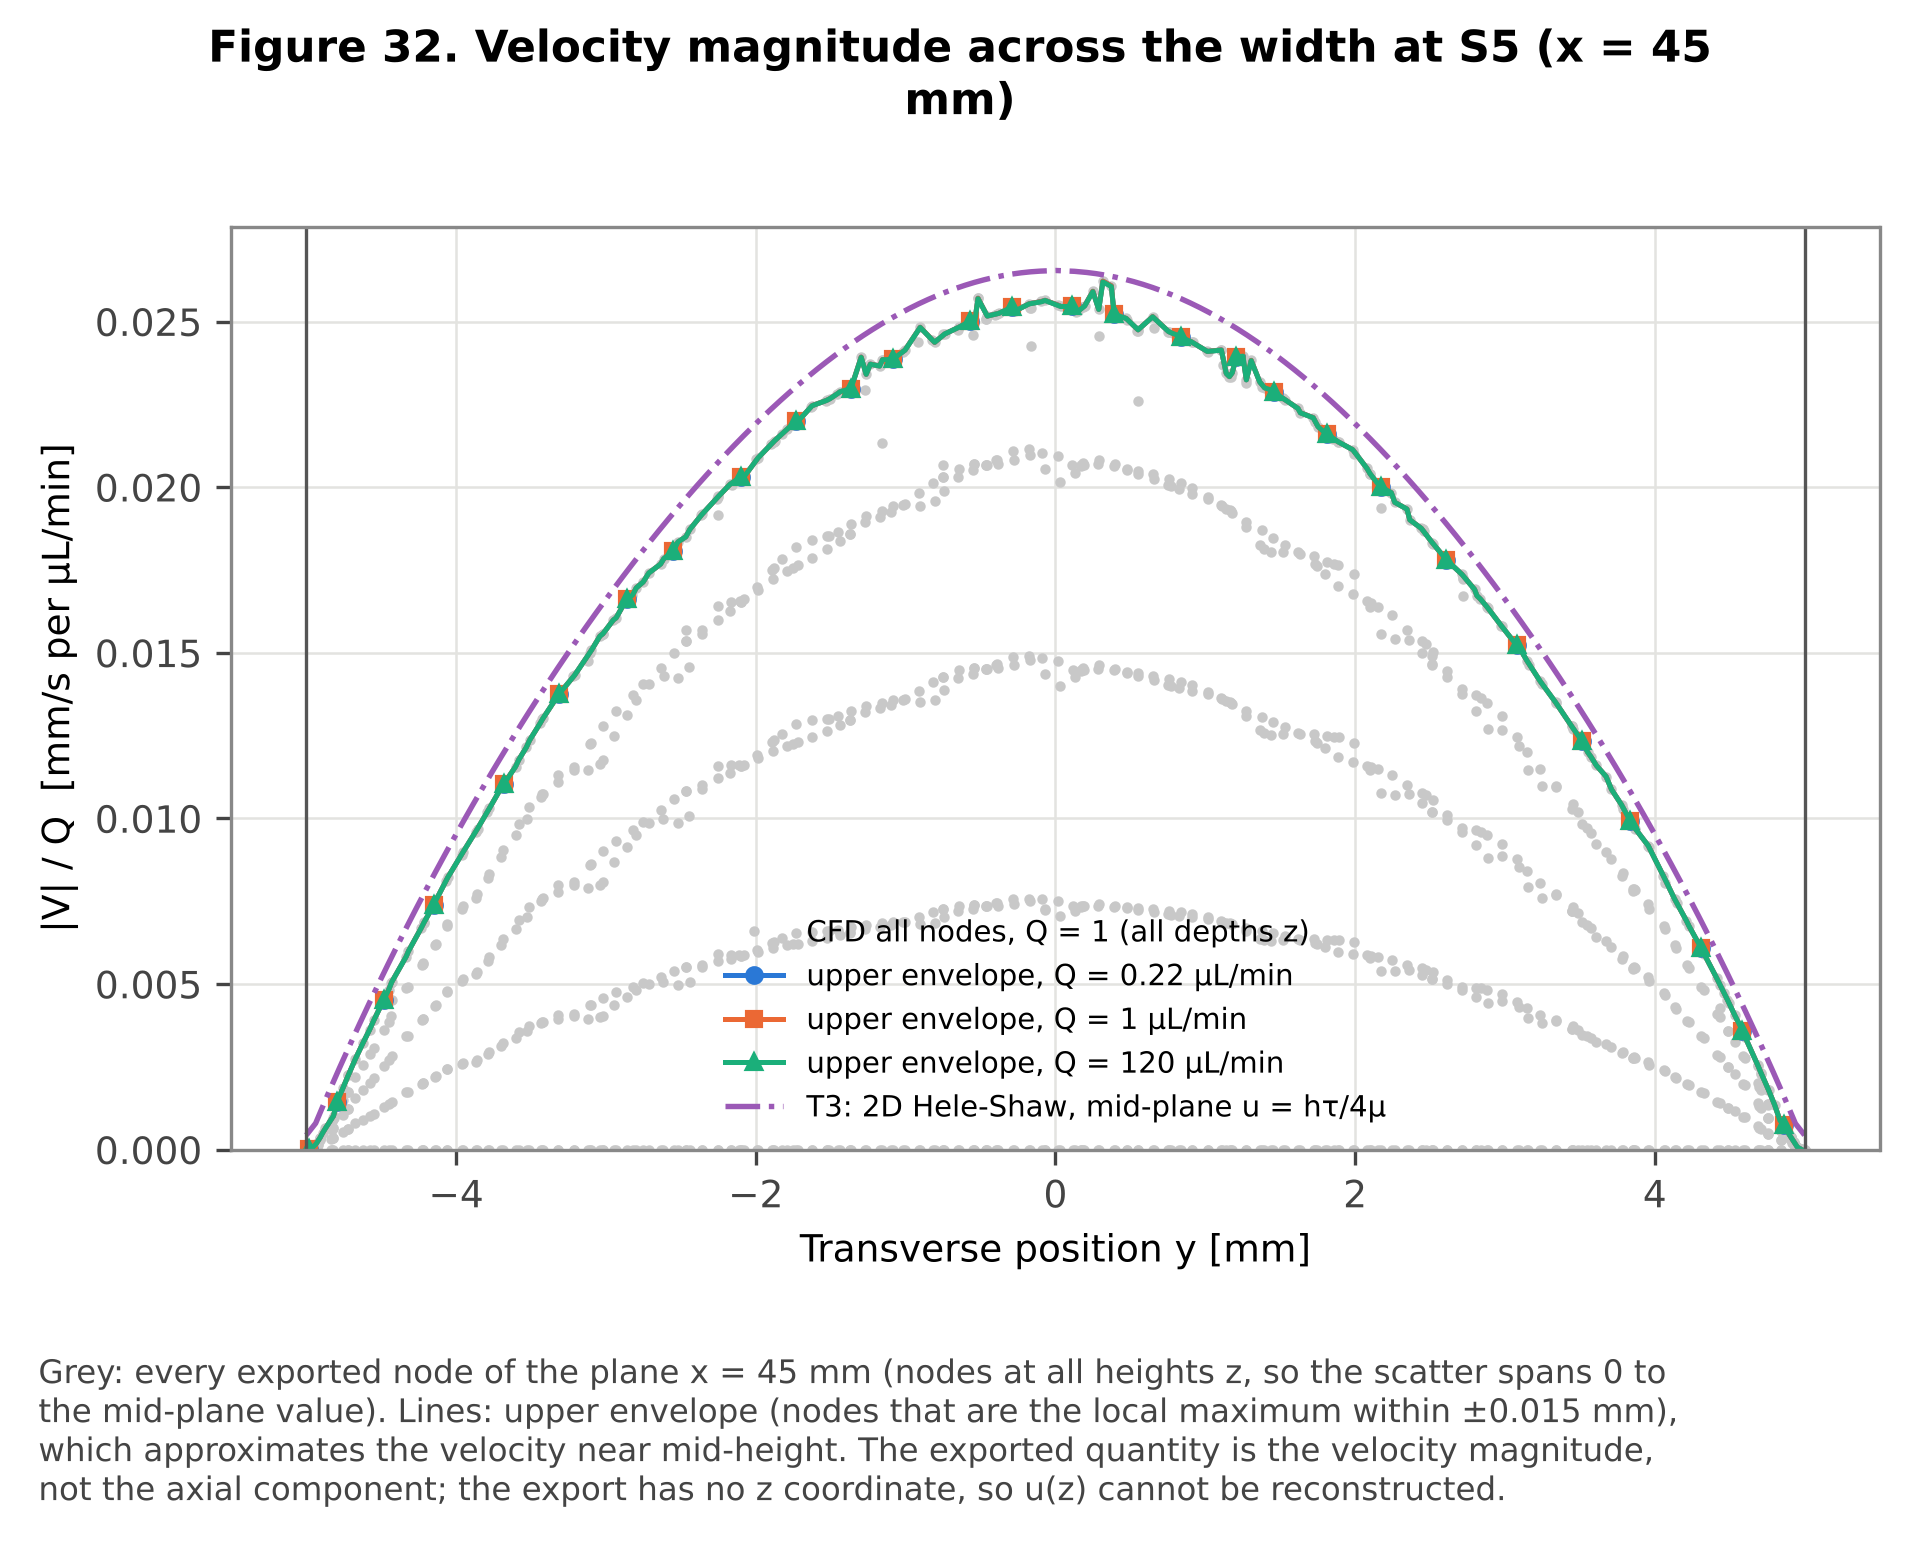 Figure 32. Velocity magnitude across the width at S5 (x = 45
mm)
|V| / Q  [mm/s per µL/min]
0.025
0.020
0.015
0.010
0.005
0.000
CFD all nodes, Q = 1 (all depths z)
upper envelope, Q = 0.22 µL/min
upper envelope, Q = 1 µL/min
upper envelope, Q = 120 µL/min
T3: 2D Hele-Shaw, mid-plane u = hτ/4µ
−4
−2
0
2
4
Transverse position y [mm]
Grey: every exported node of the plane x = 45 mm (nodes at all heights z, so the scatter spans 0 to
the mid-plane value). Lines: upper envelope (nodes that are the local maximum within ±0.015 mm),
which approximates the velocity near mid-height. The exported quantity is the velocity magnitude,
not the axial component; the export has no z coordinate, so u(z) cannot be reconstructed.